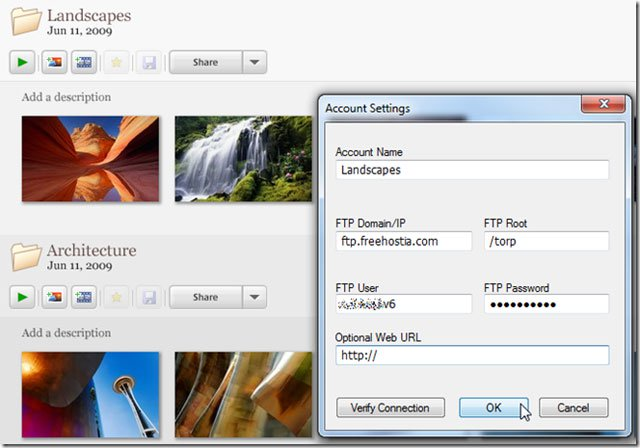 Landscapes
Jun 11, 2009
Share
Add a description
Architecture
Jun 11, 2009
Share
Add a description
Account Settings
Account Name
Landscapes
FTP Domain/IP FTP Root
ftp.freehostia.com /torp
FTP User FTP Password
v6 ••••••••••
Optional Web URL
http://
Verify Connection OK Cancel